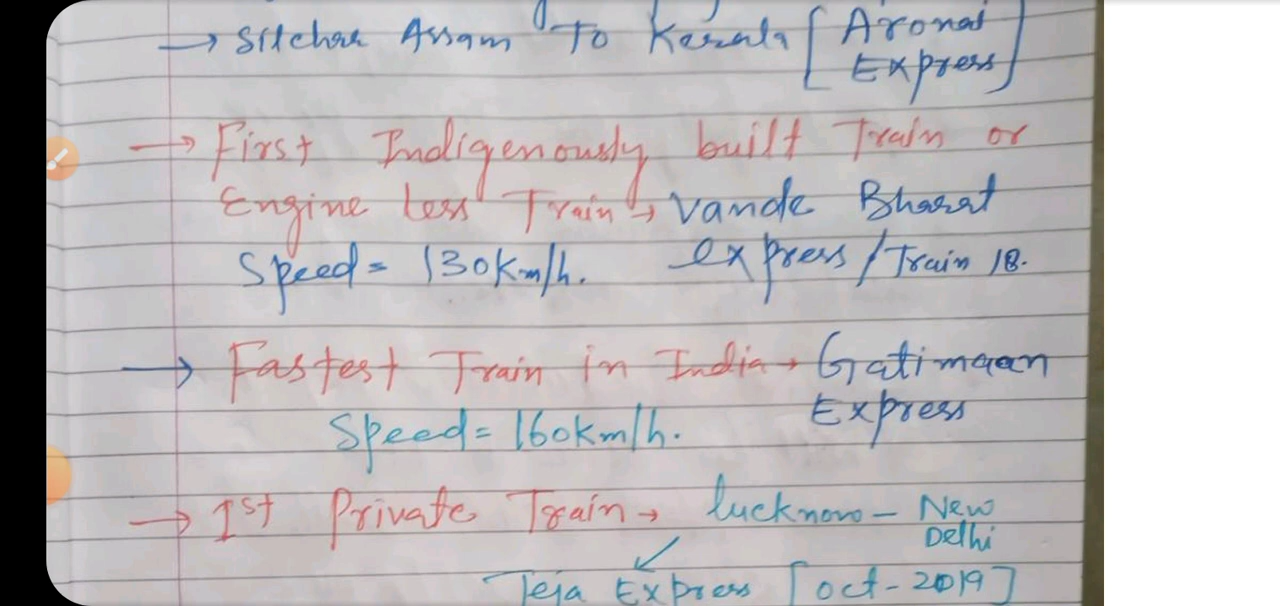 → Silchar Assam To Kerala [Aronai
Express]
→ First Indigenously built Train or
Engine less Train → Vande Bharat
Speed = 130km/h. express/Train 18.
→ Fastest Train in India → Gatimaan
Express
Speed = 160km/h.
→ 1st Private Train → lucknow - New
Delhi
Teja Express [oct-2019]